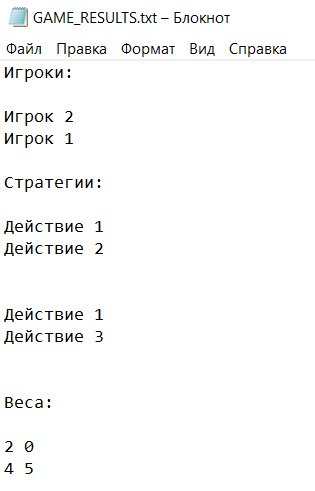 GAME_RESULTS.txt – Блокнот
Файл Правка Формат Вид Справка
Игроки:
Игрок 2
Игрок 1
Стратегии:
Действие 1
Действие 2
Действие 1
Действие 3
Веса:
2 0
4 5